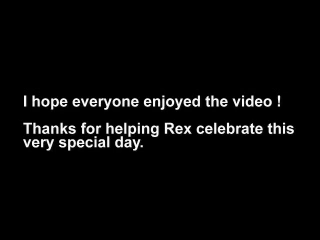 I hope everyone enjoyed the video !
Thanks for helping Rex celebrate this
very special day.